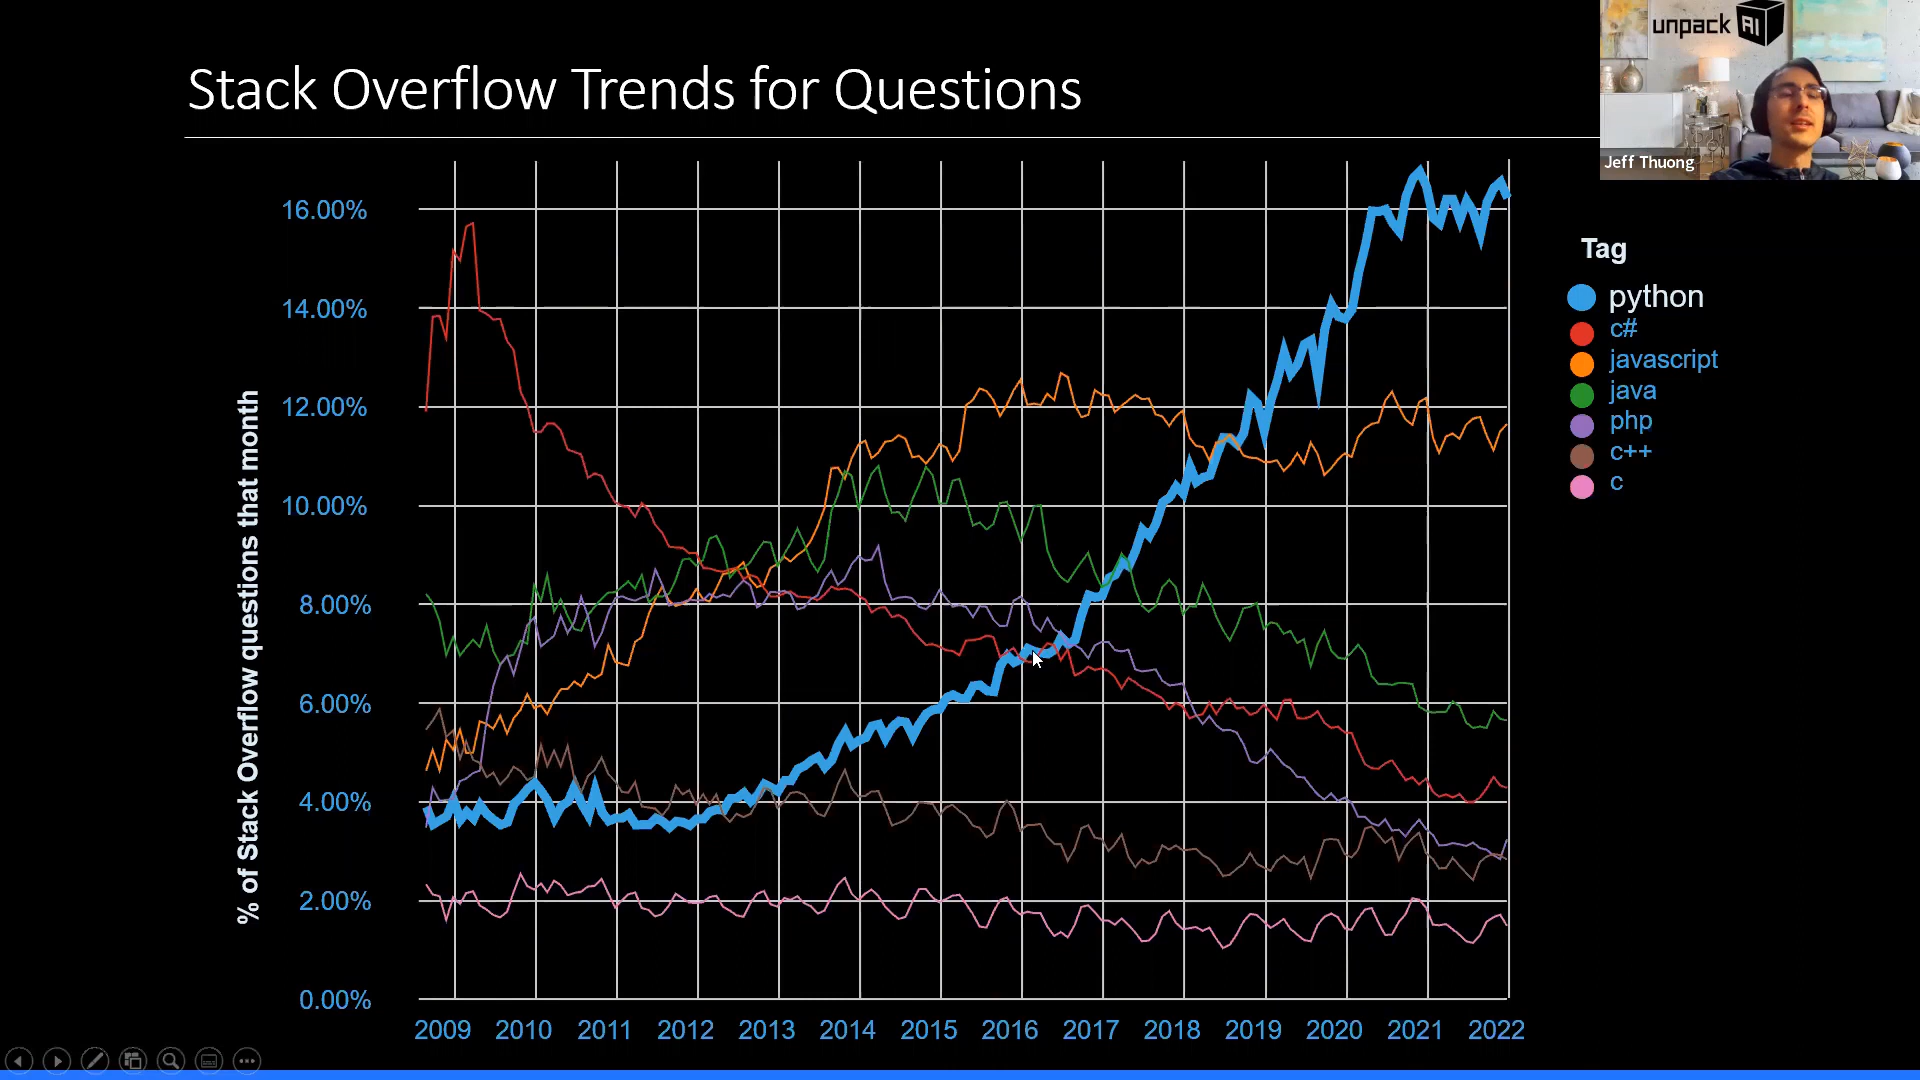 unpack AI
Stack Overflow Trends for Questions
Jeff Thuong
% of Stack Overflow questions that month
16.00%
14.00%
12.00%
10.00%
8.00%
6.00%
4.00%
2.00%
0.00%
2009 2010 2011 2012 2013 2014 2015 2016 2017 2018 2019 2020 2021 2022
Tag
python
c#
javascript
java
php
c++
c